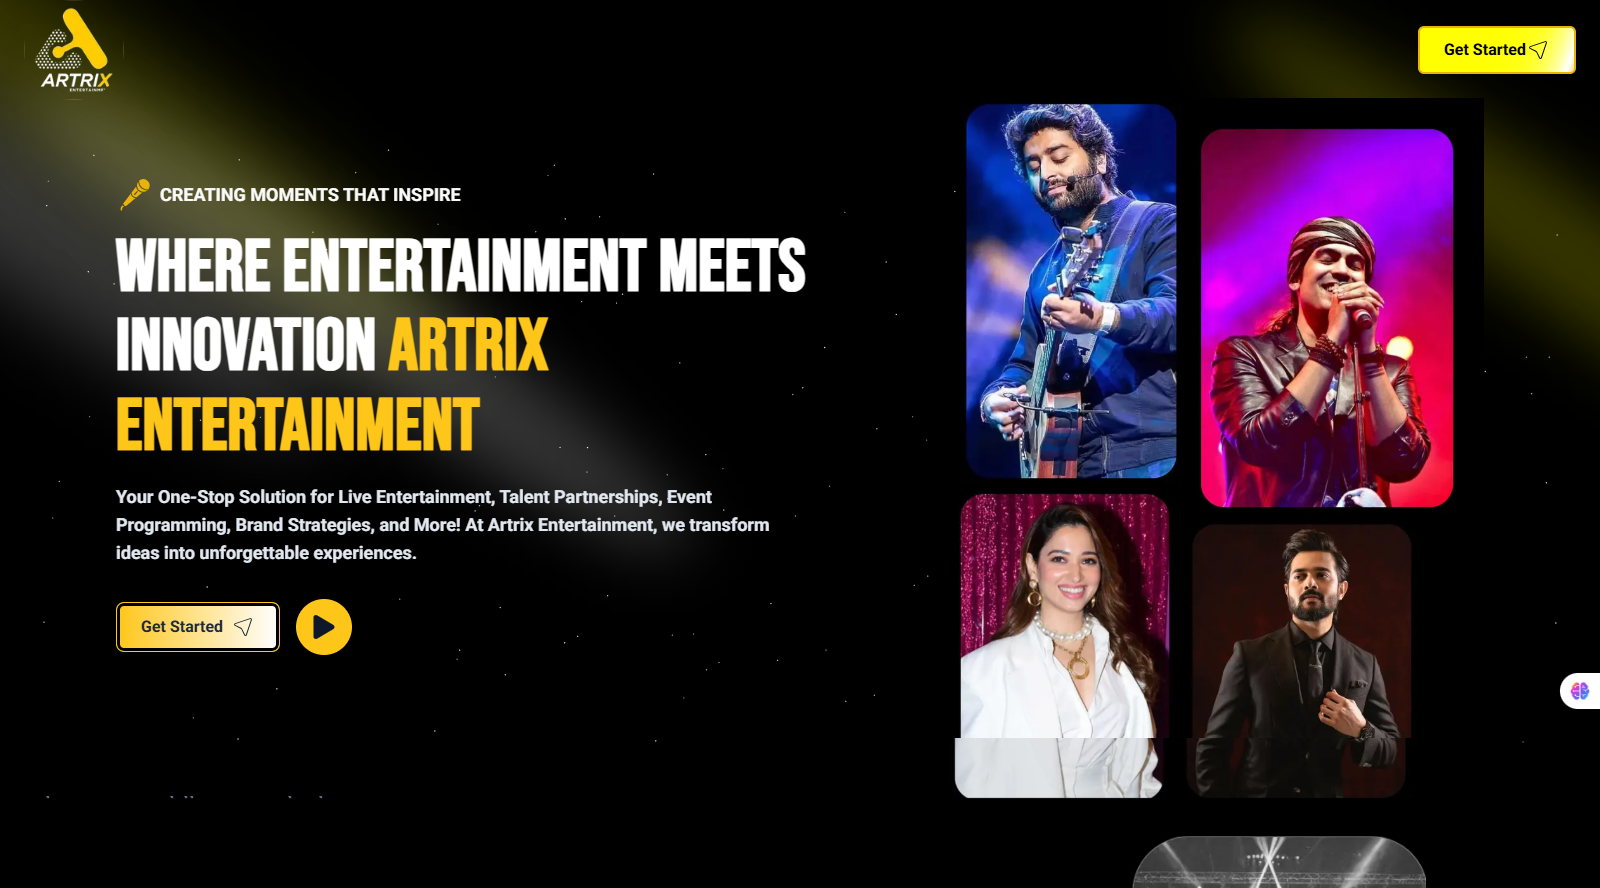 ARTRIX
Get Started
CREATING MOMENTS THAT INSPIRE
WHERE ENTERTAINMENT MEETS
INNOVATION ARTRIX
ENTERTAINMENT
Your One-Stop Solution for Live Entertainment, Talent Partnerships, Event
Programming, Brand Strategies, and More! At Artrix Entertainment, we transform
ideas into unforgettable experiences.
Get Started